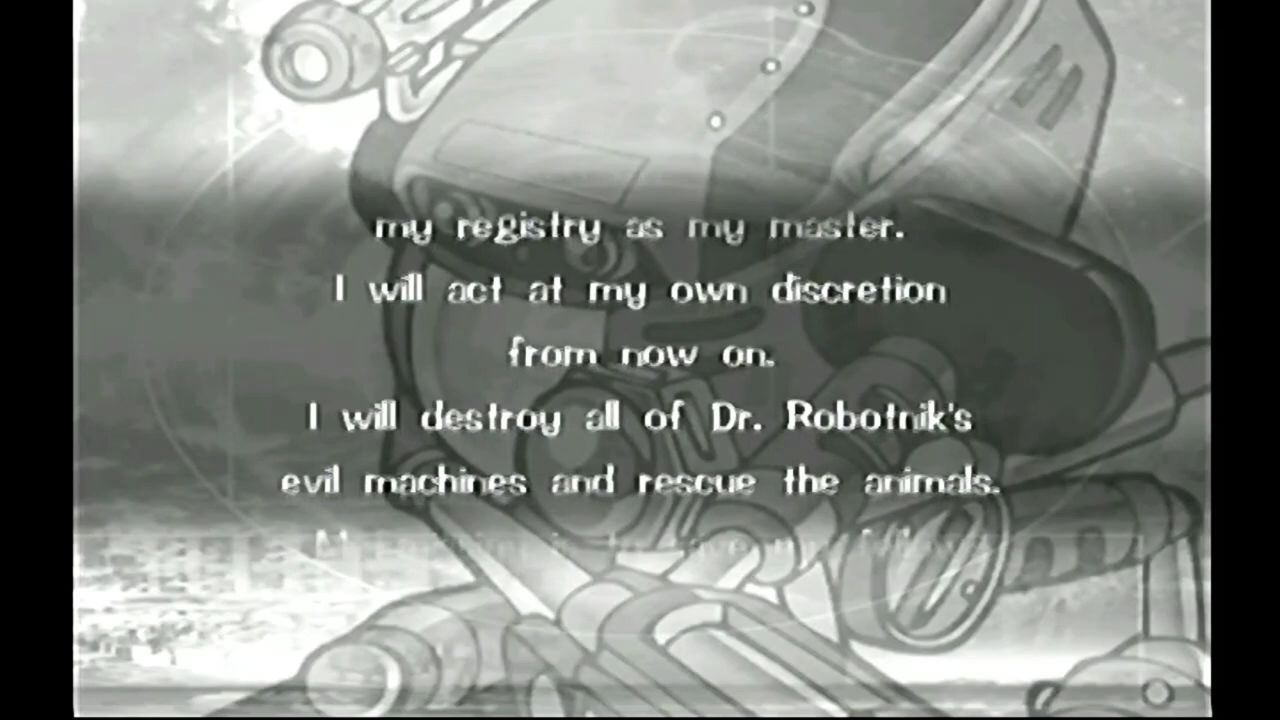 my registry as my master.
I will act at my own discretion
from now on.
I will destroy all of Dr. Robotnik's
evil machines and rescue the animals.